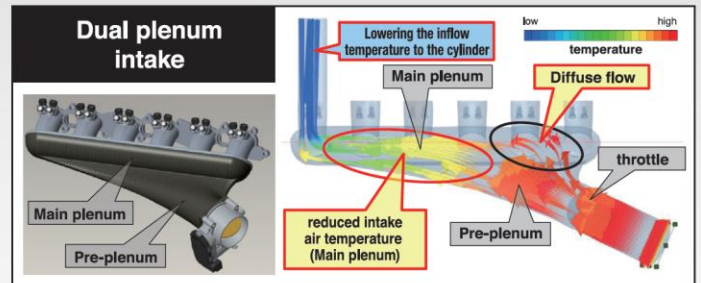 Dual plenum
intake
Main plenum
Pre-plenum
Lowering the inflow
temperature to the cylinder
low
high
temperature
Main plenum
Diffuse flow
throttle
reduced intake
air temperature
(Main plenum)
Pre-plenum